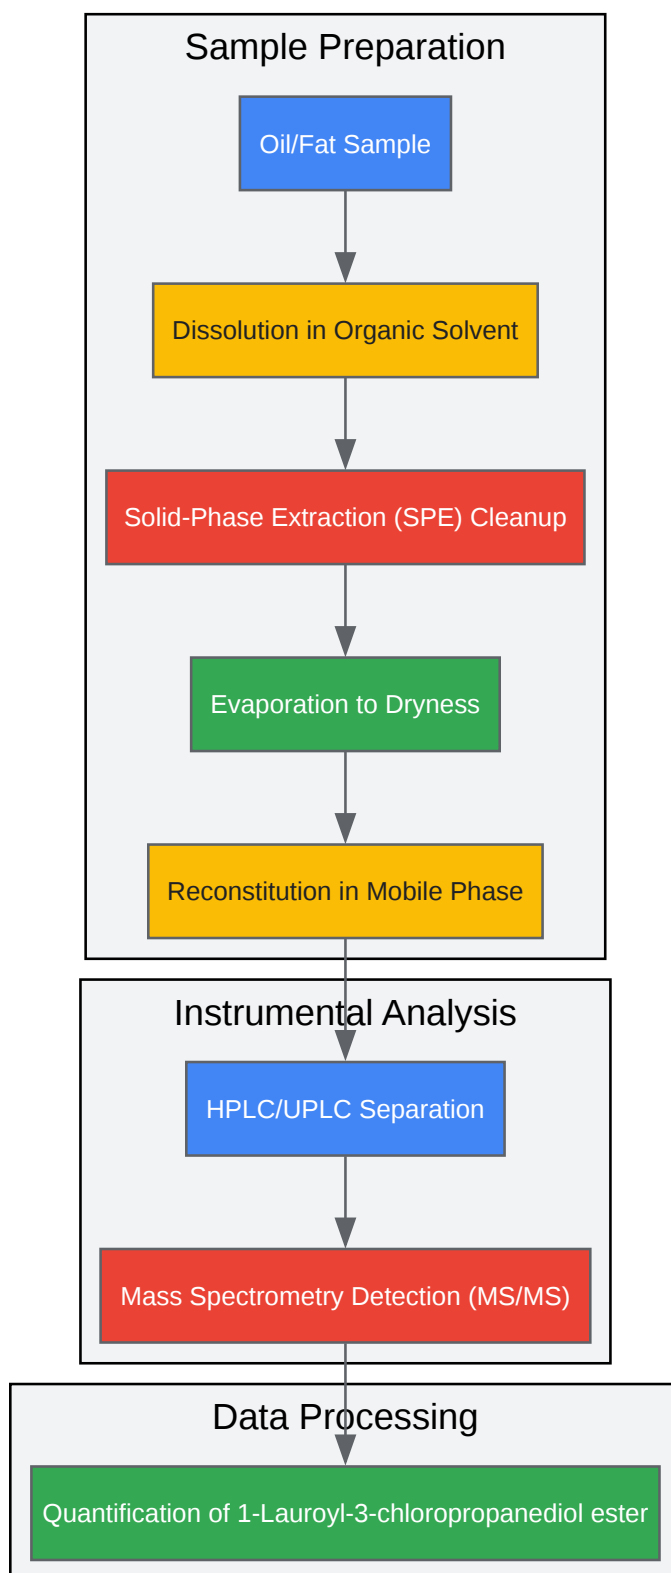 Sample Preparation
Oil/Fat Sample
Dissolution in Organic Solvent
Solid-Phase Extraction (SPE) Cleanup
Evaporation to Dryness
Reconstitution in Mobile Phase
Instrumental Analysis
HPLC/UPLC Separation
Mass Spectrometry Detection (MS/MS)
Data Processing
Quantification of 1-Lauroyl-3-chloropropanediol ester